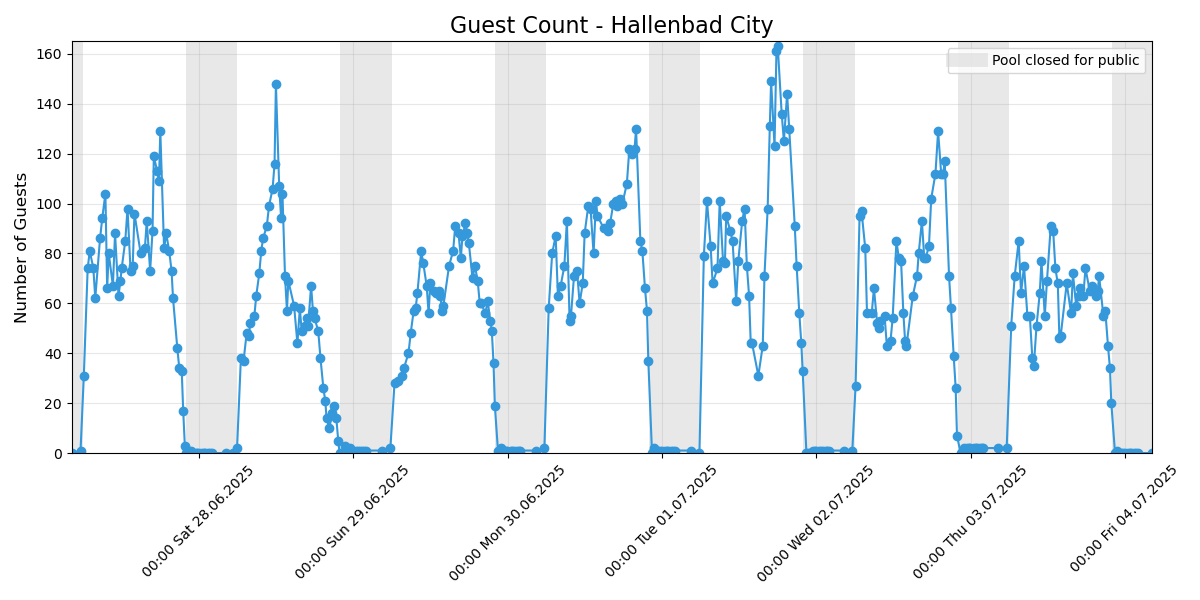 Guest Count - Hallenbad City
Pool closed for public
Number of Guests
160
140
120
100
80
60
40
20
0
00:00 Sat 28.06.2025
00:00 Sun 29.06.2025
00:00 Mon 30.06.2025
00:00 Tue 01.07.2025
00:00 Wed 02.07.2025
00:00 Thu 03.07.2025
00:00 Fri 04.07.2025